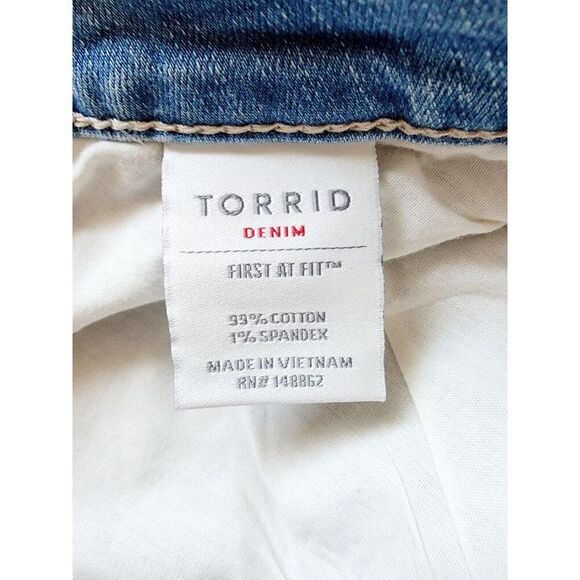 TORRID
DENIM
FIRST AT FIT™
99% COTTON
1% SPANDEX
MADE IN VIETNAM
RN# 148862